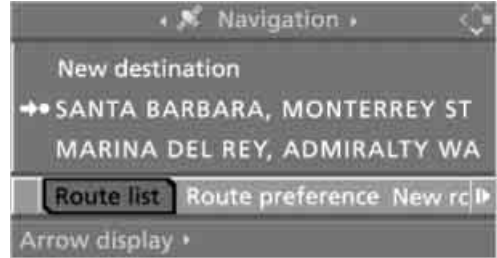 Navigation
New destination
SANTA BARBARA, MONTERREY ST
MARINA DEL REY, ADMIRALTY WA
Route list Route preference New rc
Arrow display